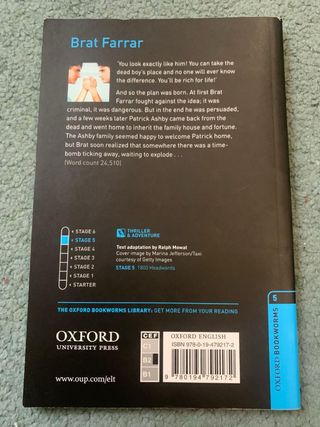 Brat Farrar
'You look exactly like him! You can take the
dead boy's place and no one will ever know
the difference. You'll be rich for life!'
And so the plan was born. At first Brat
Farrar fought against the idea; it was
criminal, it was dangerous. But in the end he was persuaded,
and a few weeks later Patrick Ashby came back from the
dead and went home to inherit the family house and fortune.
The Ashby family seemed happy to welcome Patrick home,
but Brat soon realized that somewhere there was a time-
bomb ticking away, waiting to explode . . .
(Word count 24,510)
STAGE 6
STAGE 5
STAGE 4
STAGE 3
STAGE 2
STAGE 1
STARTER
THRILLER
& ADVENTURE
Text adaptation by Ralph Mowat
Cover image by Marina Jefferson/Taxi
courtesy of Getty Images
STAGE 5: 1800 Headwords
THE OXFORD BOOKWORMS LIBRARY: GET MORE FROM YOUR READING
OXFORD
UNIVERSITY PRESS
www.oup.com/elt
CEF
C1
B2
B1
OXFORD ENGLISH
ISBN 978-0-19-479217-2
9 780194 792172
5
OXFORD BOOKWORMS